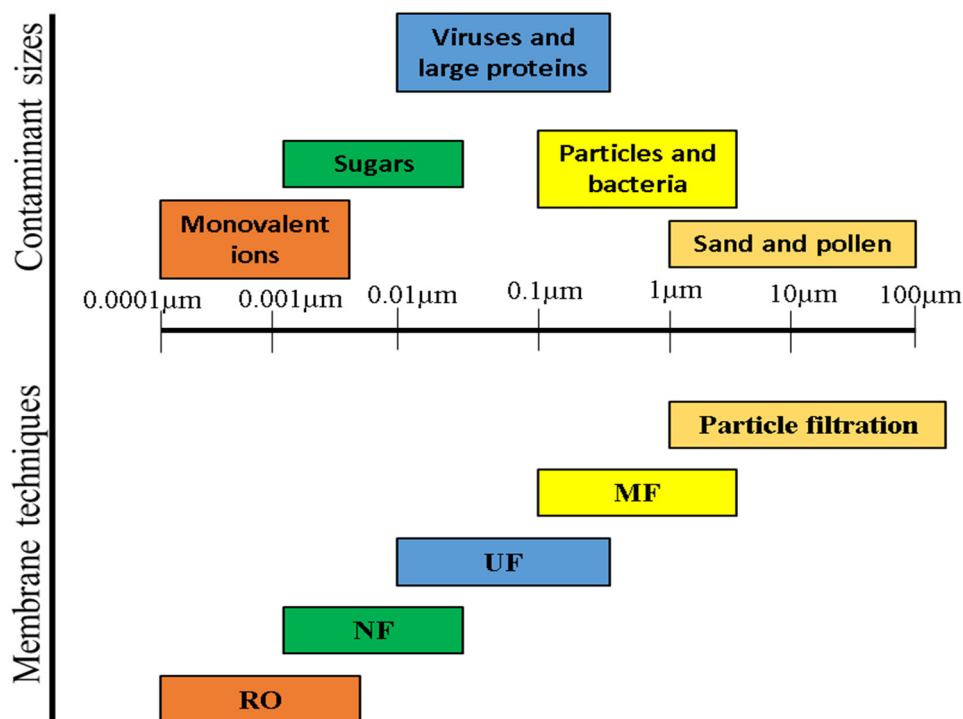 Contaminant sizes
Viruses and
large proteins
Sugars
Particles and
bacteria
Monovalent
ions
Sand and pollen
0.0001µm
0.001µm
0.01µm
0.1µm
1µm
10µm
100µm
Membrane techniques
Particle filtration
MF
UF
NF
RO